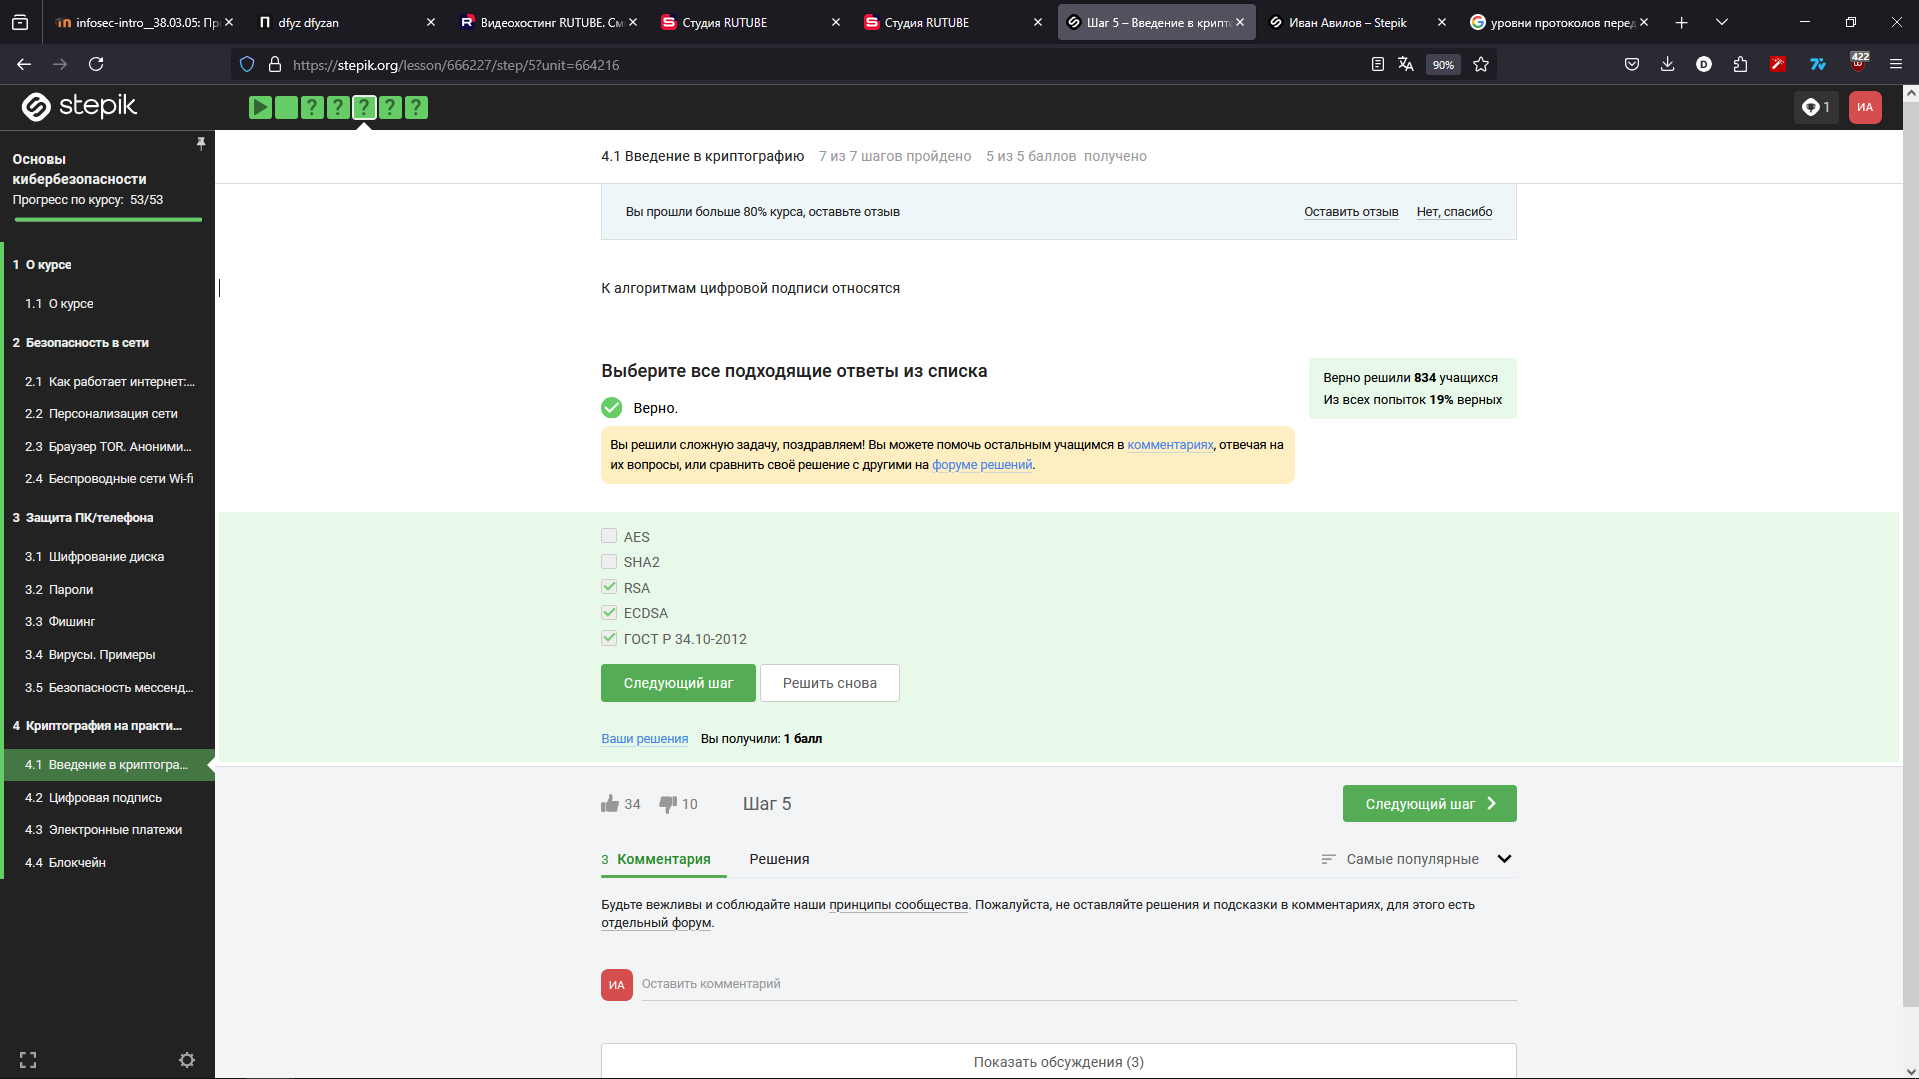 infosec-intro__38.03.05: Пр
dfyz dfyzan
Видеохостинг RUTUBE. См
Студия RUTUBE
Студия RUTUBE
Шаг 5 – Введение в крипт
Иван Авилов – Stepik
уровни протоколов перед
https://stepik.org/lesson/666227/step/5?unit=664216
90%
422
stepik
? ? ? ? ?
1
ИА
Основы
кибербезопасности
Прогресс по курсу: 53/53
1 О курсе
1.1 О курсе
2 Безопасность в сети
2.1 Как работает интернет:...
2.2 Персонализация сети
2.3 Браузер TOR. Аноними...
2.4 Беспроводные сети Wi-fi
3 Защита ПК/телефона
3.1 Шифрование диска
3.2 Пароли
3.3 Фишинг
3.4 Вирусы. Примеры
3.5 Безопасность мессенд...
4 Криптография на практи...
4.1 Введение в криптогра...
4.2 Цифровая подпись
4.3 Электронные платежи
4.4 Блокчейн
4.1 Введение в криптографию 7 из 7 шагов пройдено 5 из 5 баллов получено
Вы прошли больше 80% курса, оставьте отзыв
Оставить отзыв Нет, спасибо
К алгоритмам цифровой подписи относятся
Выберите все подходящие ответы из списка
Верно решили 834 учащихся
Из всех попыток 19% верных
Верно.
Вы решили сложную задачу, поздравляем! Вы можете помочь остальным учащимся в комментариях, отвечая на
их вопросы, или сравнить своё решение с другими на форуме решений.
AES
SHA2
RSA
ECDSA
ГОСТ Р 34.10-2012
Следующий шаг Решить снова
Ваши решения Вы получили: 1 балл
34 10 Шаг 5
Следующий шаг
3 Комментария Решения
Самые популярные
Будьте вежливы и соблюдайте наши принципы сообщества. Пожалуйста, не оставляйте решения и подсказки в комментариях, для этого есть
отдельный форум.
ИА Оставить комментарий
Показать обсуждения (3)